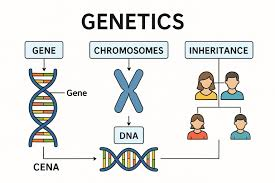 GENETICS
GENE
CHROMOSOMES
INHERITANCE
Gene
DNA
CENA